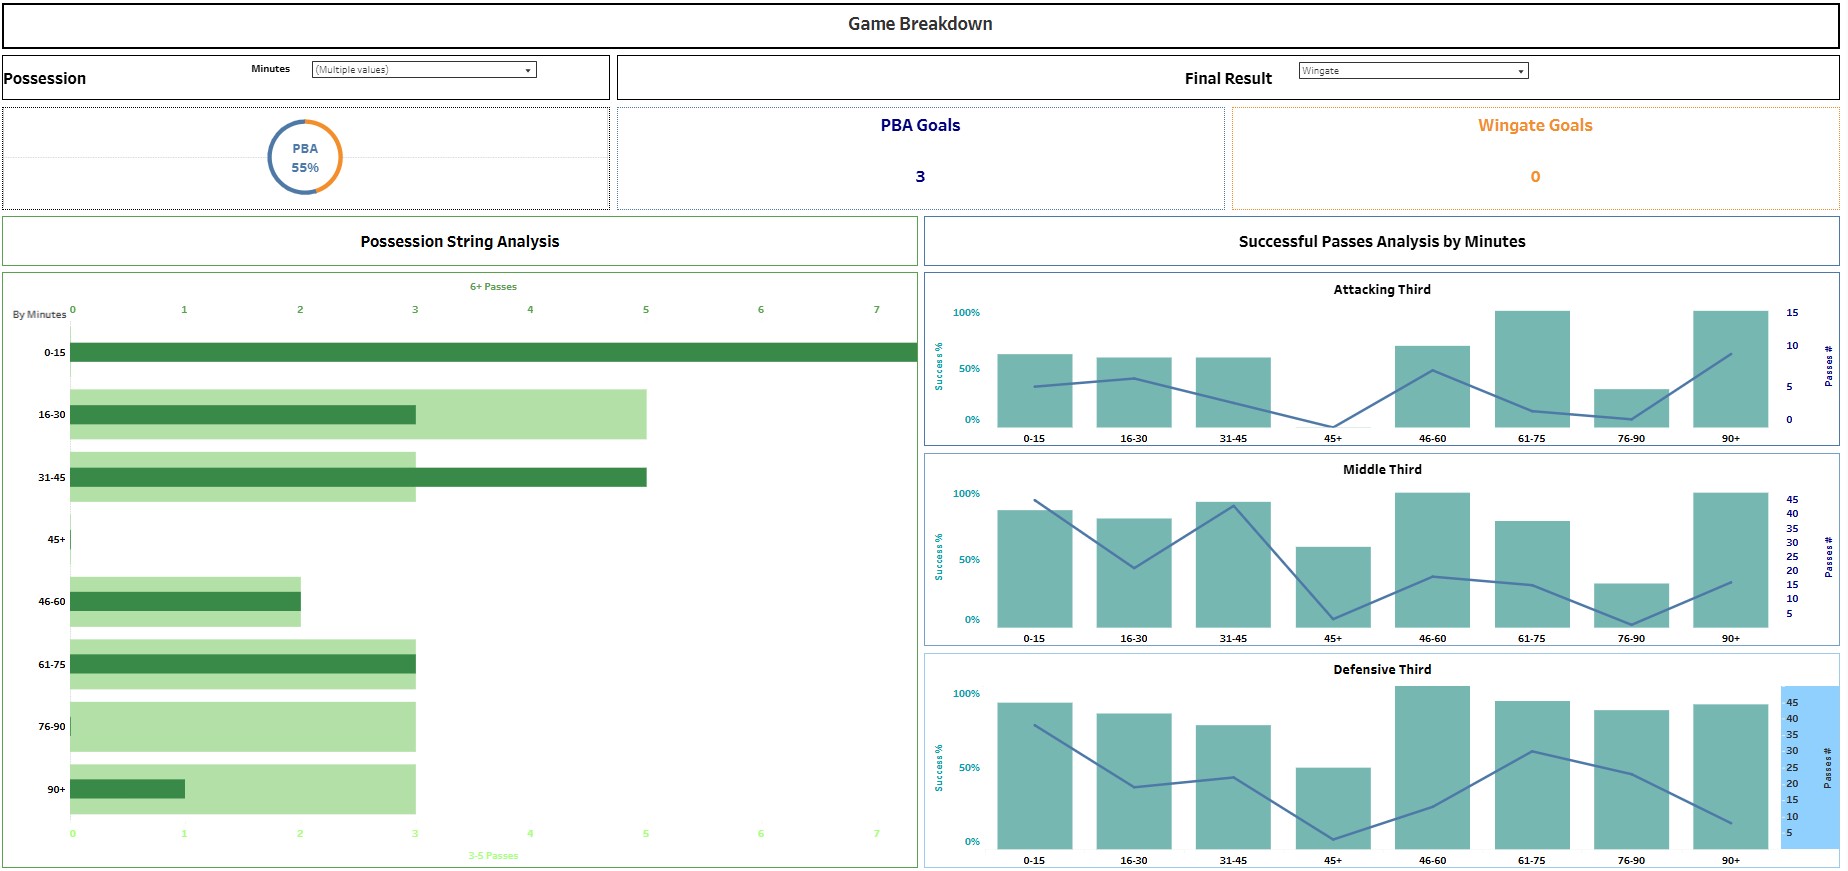 Game Breakdown
Possession
Minutes
(Multiple values)
Final Result
Wingate
PBA
55%
PBA Goals
3
Wingate Goals
0
Possession String Analysis
6+ Passes
By Minutes
0 1 2 3 4 5 6 7
0-15
16-30
31-45
45+
46-60
61-75
76-90
90+
0 1 2 3 4 5 6 7
3-5 Passes
Successful Passes Analysis by Minutes
Attacking Third
Success %
100%
50%
0%
15
10
5
0
Passes #
0-15 16-30 31-45 45+ 46-60 61-75 76-90 90+
Middle Third
Success %
100%
50%
0%
45
40
35
30
25
20
15
10
5
Passes #
0-15 16-30 31-45 45+ 46-60 61-75 76-90 90+
Defensive Third
Success %
100%
50%
0%
45
40
35
30
25
20
15
10
5
Passes #
0-15 16-30 31-45 45+ 46-60 61-75 76-90 90+